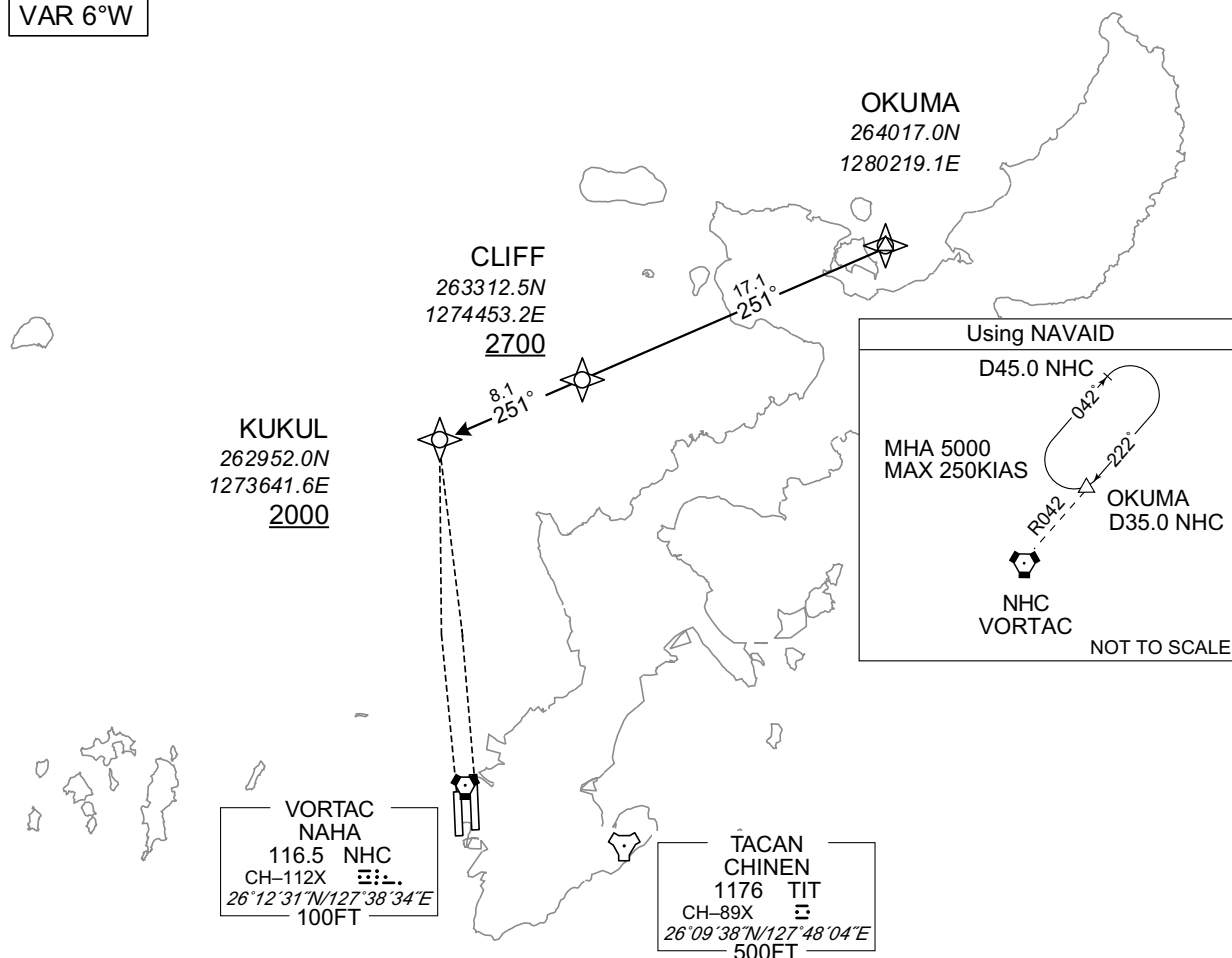 VAR 6°W
OKUMA
264017.0N
1280219.1E
CLIFF
263312.5N
1274453.2E
2700
17.1
251°
8.1
251°
KUKUL
262952.0N
1273641.6E
2000
Using NAVAID
D45.0 NHC
042°
222°
MHA 5000
MAX 250KIAS
OKUMA
D35.0 NHC
R042
NHC
VORTAC
NOT TO SCALE
VORTAC
NAHA
116.5 NHC
CH–112X
26°12′31″N/127°38′34″E
100FT
TACAN
CHINEN
1176 TIT
CH–89X
26°09′38″N/127°48′04″E
500FT